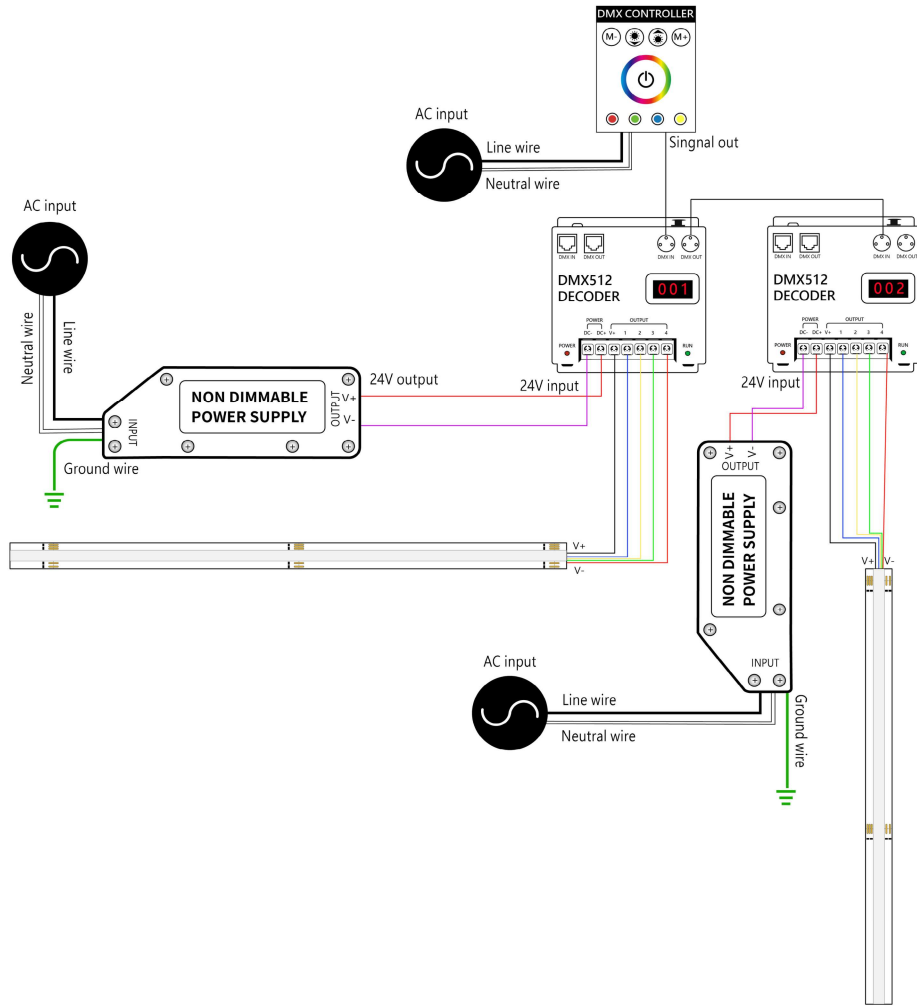 DMX CONTROLLER
M-
M+
AC input
Line wire
Neutral wire
Singnal out
AC input
Neutral wire
Line wire
DMX IN
DMX OUT
DMX IN
DMX OUT
DMX512
DECODER
001
POWER
OUTPUT
DC-
DC+
V+
1
2
3
4
POWER
RUN
DMX IN
DMX OUT
DMX IN
DMX OUT
DMX512
DECODER
002
POWER
OUTPUT
DC-
DC+
V+
1
2
3
4
POWER
RUN
24V output
24V input
24V input
INPUT
NON DIMMABLE
POWER SUPPLY
OUTPJT
V+
V-
Ground wire
V+
V-
OUTPUT
NON DIMMABLE
POWER SUPPLY
INPUT
V+
V-
V+
V-
AC input
Line wire
Neutral wire
Ground wire